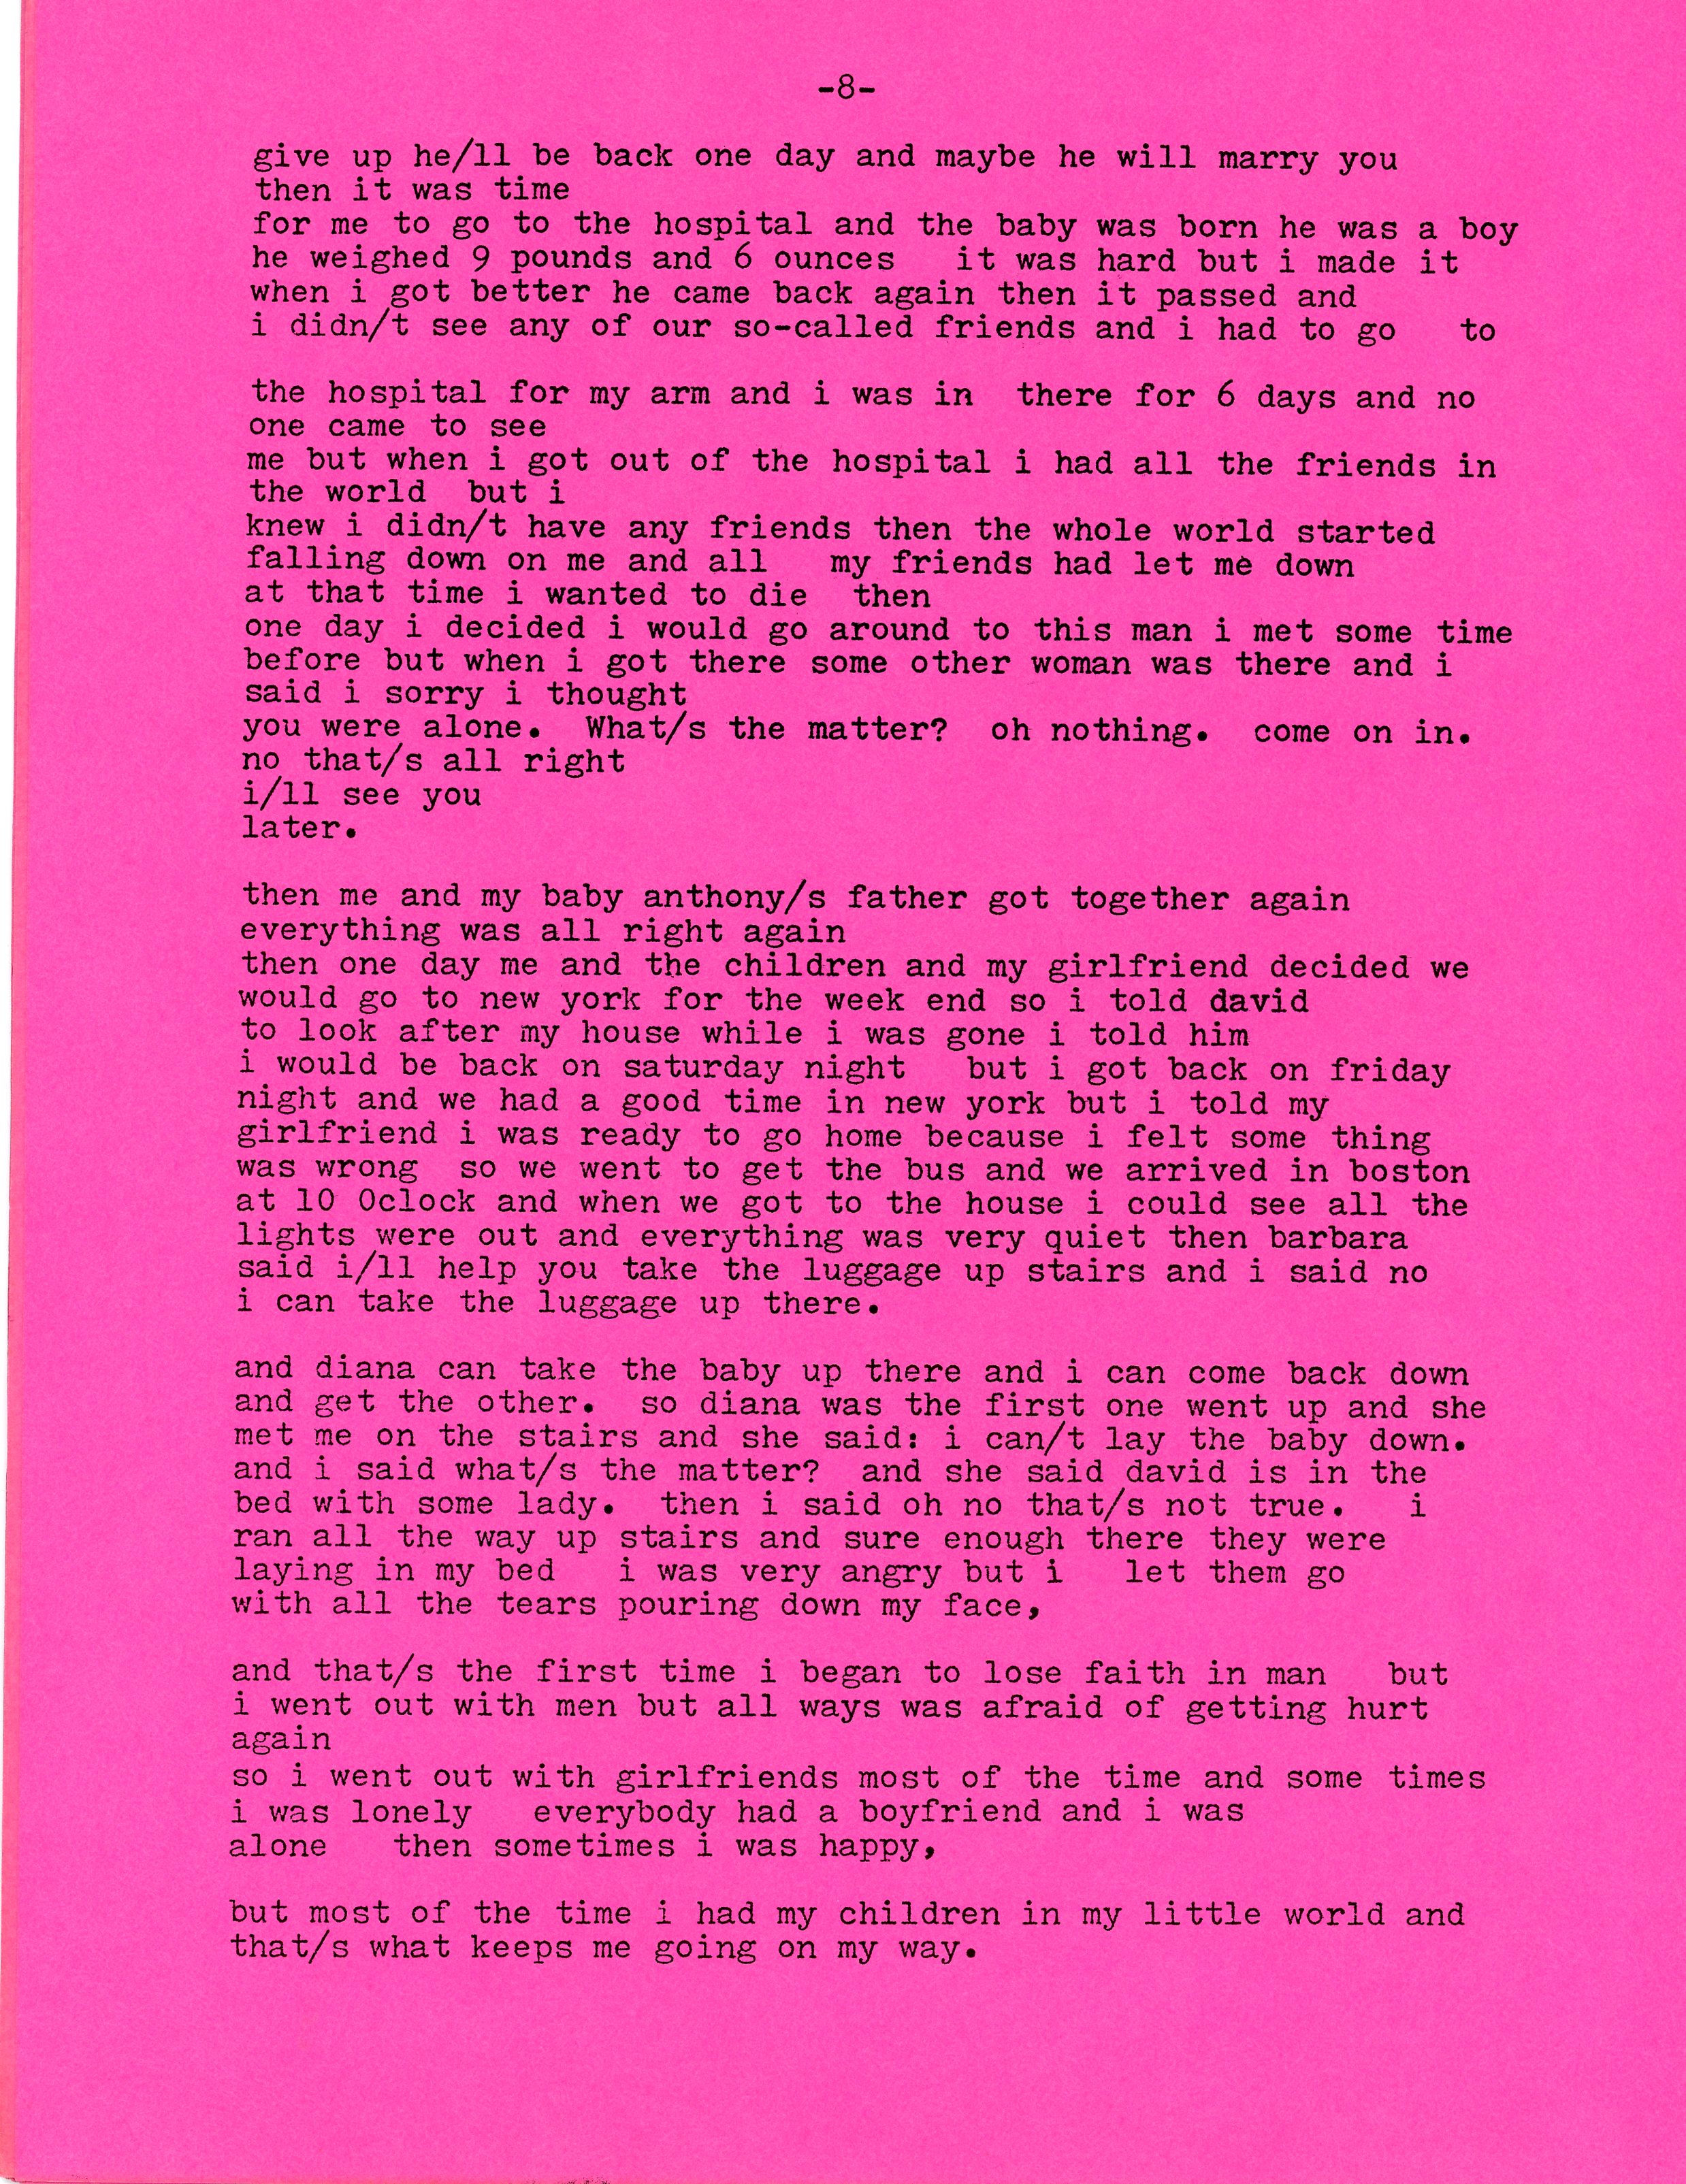 -8-
give up he/ll be back one day and maybe he will marry you
then it was time
for me to go to the hospital and the baby was born he was a boy
he weighed 9 pounds and 6 ounces   it was hard but i made it
when i got better he came back again then it passed and
i didn/t see any of our so-called friends and i had to go   to
the hospital for my arm and i was in  there for 6 days and no
one came to see
me but when i got out of the hospital i had all the friends in
the world  but i
knew i didn/t have any friends then the whole world started
falling down on me and all   my friends had let me down
at that time i wanted to die  then
one day i decided i would go around to this man i met some time
before but when i got there some other woman was there and i
said i sorry i thought
you were alone.  What/s the matter?  oh nothing.  come on in.
no that/s all right
i/ll see you
later.
then me and my baby anthony/s father got together again
everything was all right again
then one day me and the children and my girlfriend decided we
would go to new york for the week end so i told david
to look after my house while i was gone i told him
i would be back on saturday night   but i got back on friday
night and we had a good time in new york but i told my
girlfriend i was ready to go home because i felt some thing
was wrong  so we went to get the bus and we arrived in boston
at 10 Oclock and when we got to the house i could see all the
lights were out and everything was very quiet then barbara
said i/ll help you take the luggage up stairs and i said no
i can take the luggage up there.
and diana can take the baby up there and i can come back down
and get the other.  so diana was the first one went up and she
met me on the stairs and she said: i can/t lay the baby down.
and i said what/s the matter?  and she said david is in the
bed with some lady.  then i said oh no that/s not true.   i
ran all the way up stairs and sure enough there they were
laying in my bed   i was very angry but i   let them go
with all the tears pouring down my face,
and that/s the first time i began to lose faith in man   but
i went out with men but all ways was afraid of getting hurt
again
so i went out with girlfriends most of the time and some times
i was lonely   everybody had a boyfriend and i was
alone   then sometimes i was happy,
but most of the time i had my children in my little world and
that/s what keeps me going on my way.